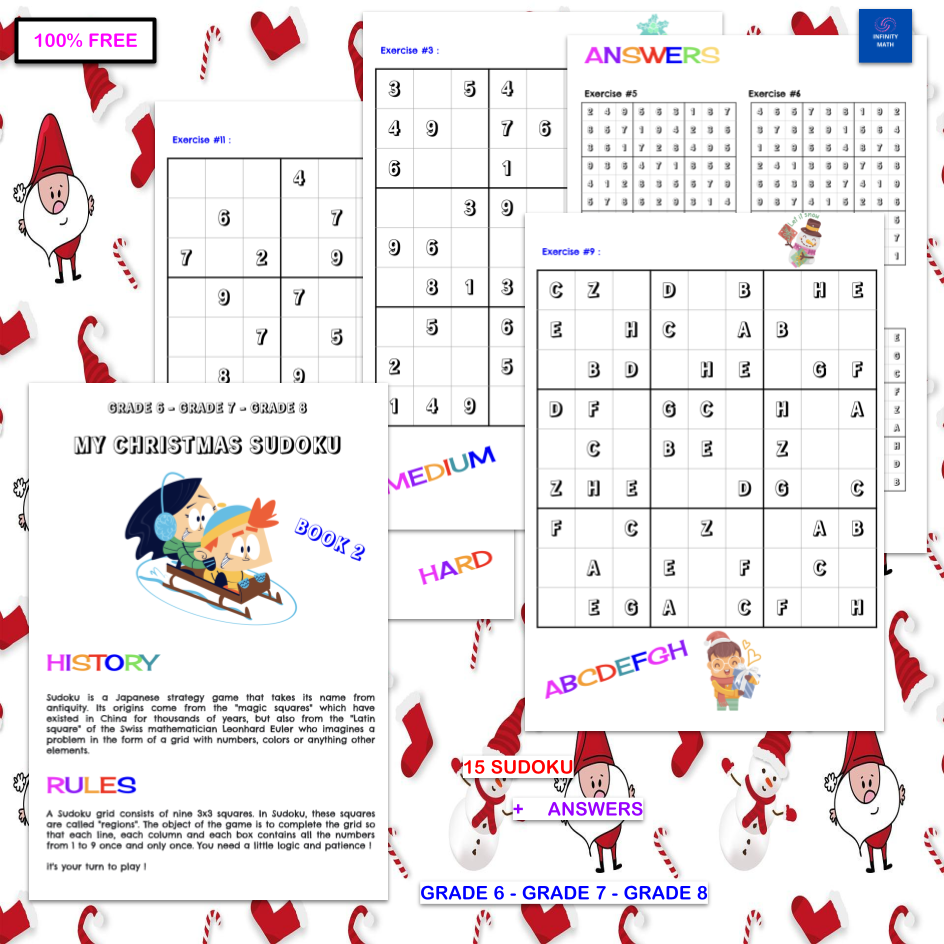 100% FREE
INFINITY
MATH
Exercise #3 :
3 5 4
4 9 7 6
6 1
3 9
9 6
8 1 3
5 6
2 5
1 4 9
MEDIUM
HARD
ANSWERS
Exercise #5
Exercise #6
Exercise #11 :
4
6 7
7 2 9
9 7
7 5
8 9
Exercise #9 :
C Z D B H E
E H C A B
B D H E G F
D F G C H A
C B E Z
Z H E D G C
F C Z A B
A E F C
E G A C F H
ABCDEFGH
E
G
C
F
Z
A
H
D
B
GRADE 6 - GRADE 7 - GRADE 8
MY CHRISTMAS SUDOKU
BOOK 2
HISTORY
Sudoku is a Japanese strategy game that takes its name from
antiquity. Its origins come from the "magic squares" which have
existed in China for thousands of years, but also from the "Latin
square" of the Swiss mathematician Leonhard Euler who imagines a
problem in the form of a grid with numbers, colors or anything other
elements.
RULES
A Sudoku grid consists of nine 3x3 squares. In Sudoku, these squares
are called "regions". The object of the game is to complete the grid so
that each line, each column and each box contains all the numbers
from 1 to 9 once and only once. You need a little logic and patience !
it's your turn to play !
15 SUDOKU
+ ANSWERS
GRADE 6 - GRADE 7 - GRADE 8